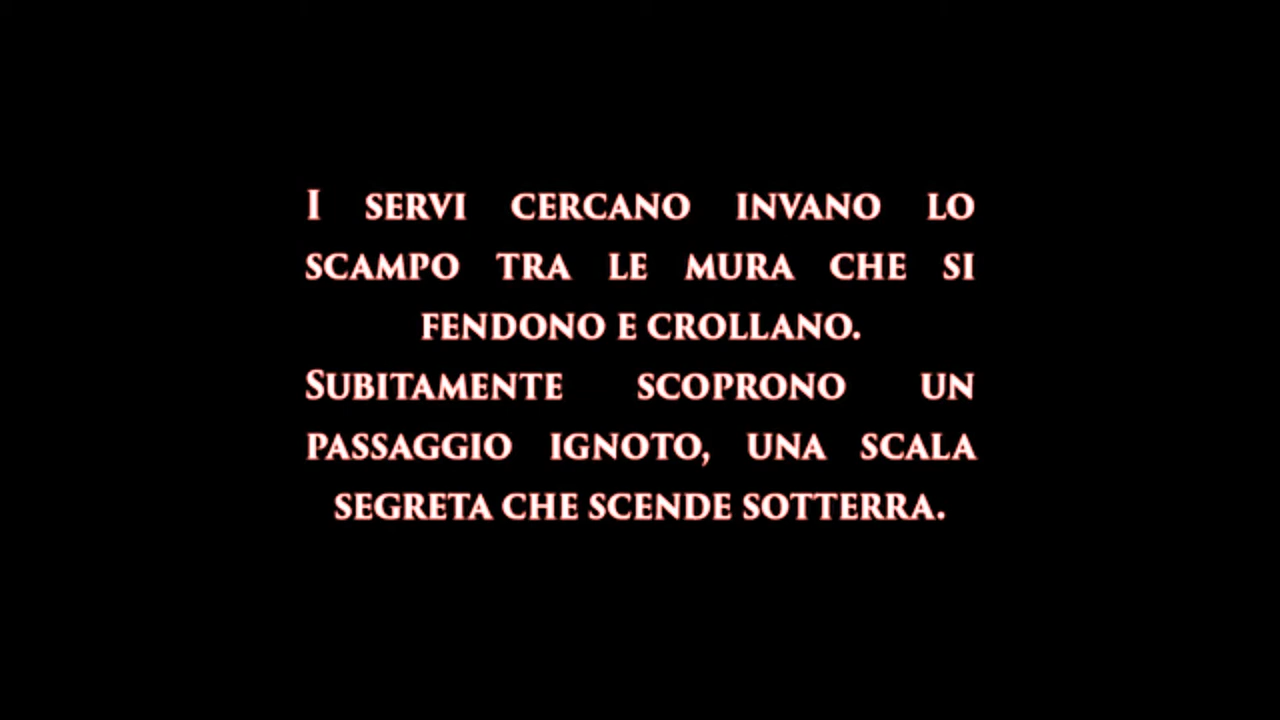 I SERVI CERCANO INVANO LO
SCAMPO TRA LE MURA CHE SI
FENDONO E CROLLANO.
SUBITAMENTE SCOPRONO UN
PASSAGGIO IGNOTO, UNA SCALA
SEGRETA CHE SCENDE SOTTERRA.